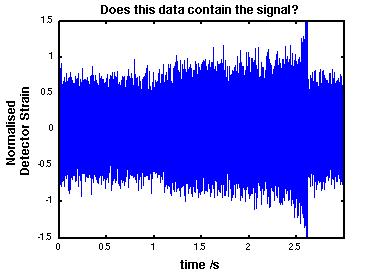 Does this data contain the signal?
1.5
1
0.5
0
-0.5
-1
-1.5
Normalised
Detector Strain
0 0.5 1 1.5 2 2.5
time /s